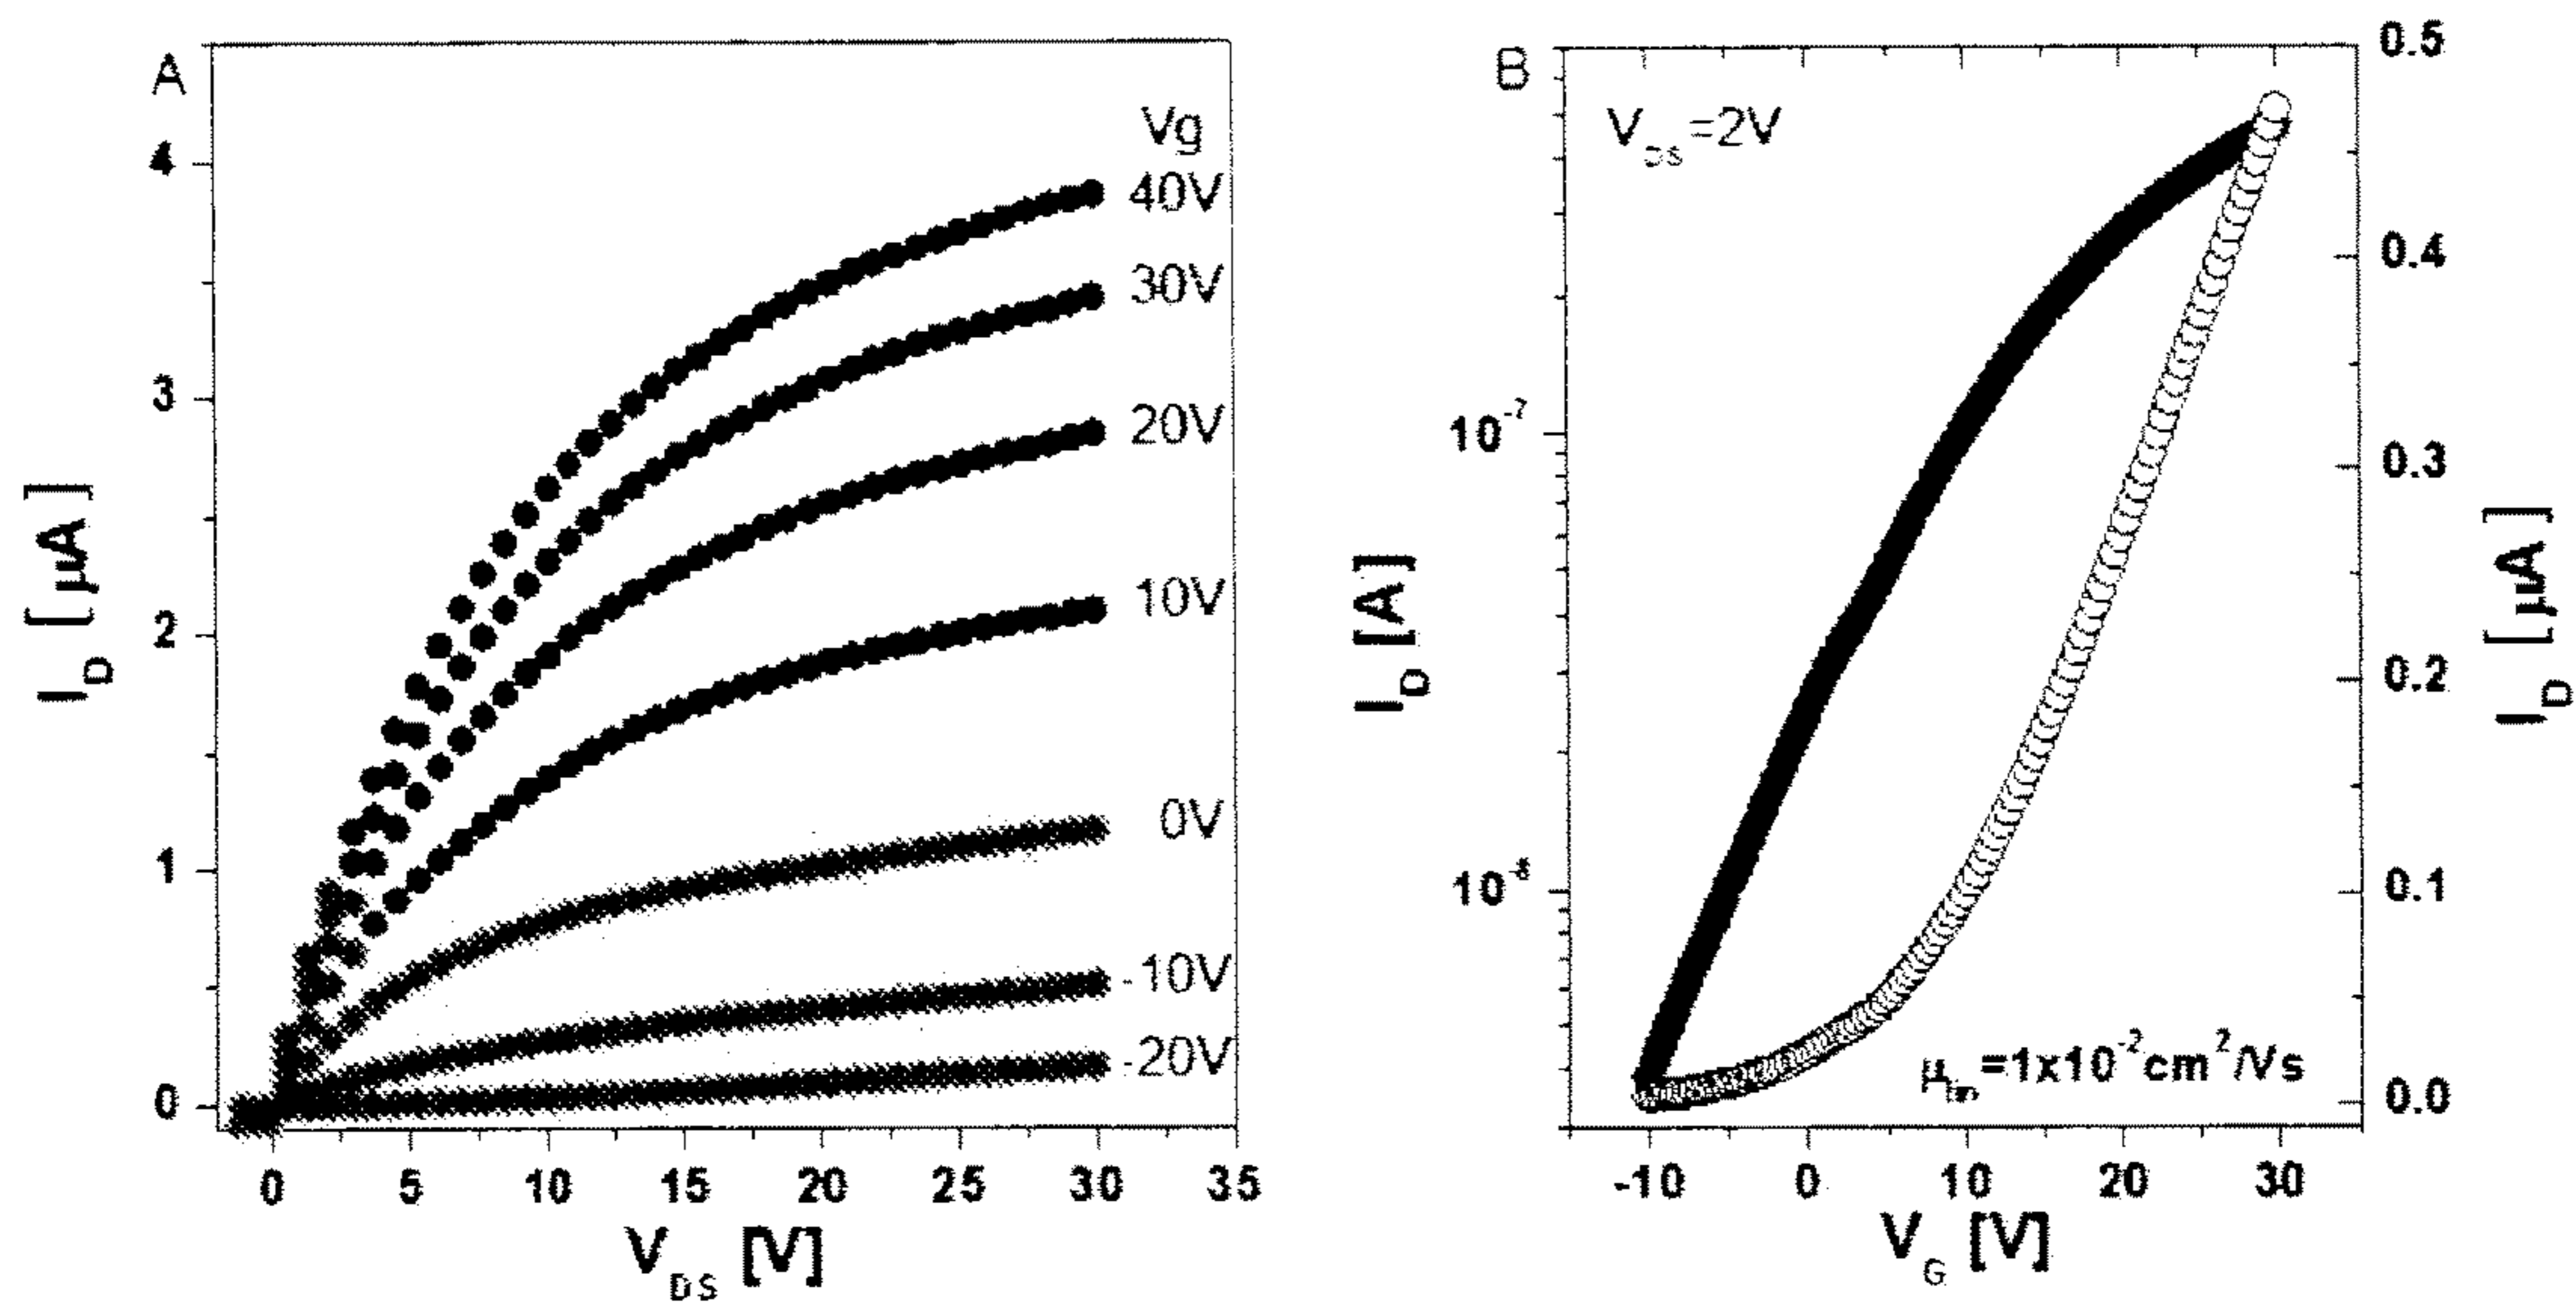 A
Vg
40V
30V
20V
10V
0V
-10V
-20V
4
3
2
1
0
I_D [µA]
0 5 10 15 20 25 30 35
V_DS [V]
B
V_DS=2V
10^-7
10^-8
I_D [A]
0.5
0.4
0.3
0.2
0.1
0.0
I_D [µA]
µ_lin=1x10^-2cm^2/Vs
-10 0 10 20 30
V_G [V]